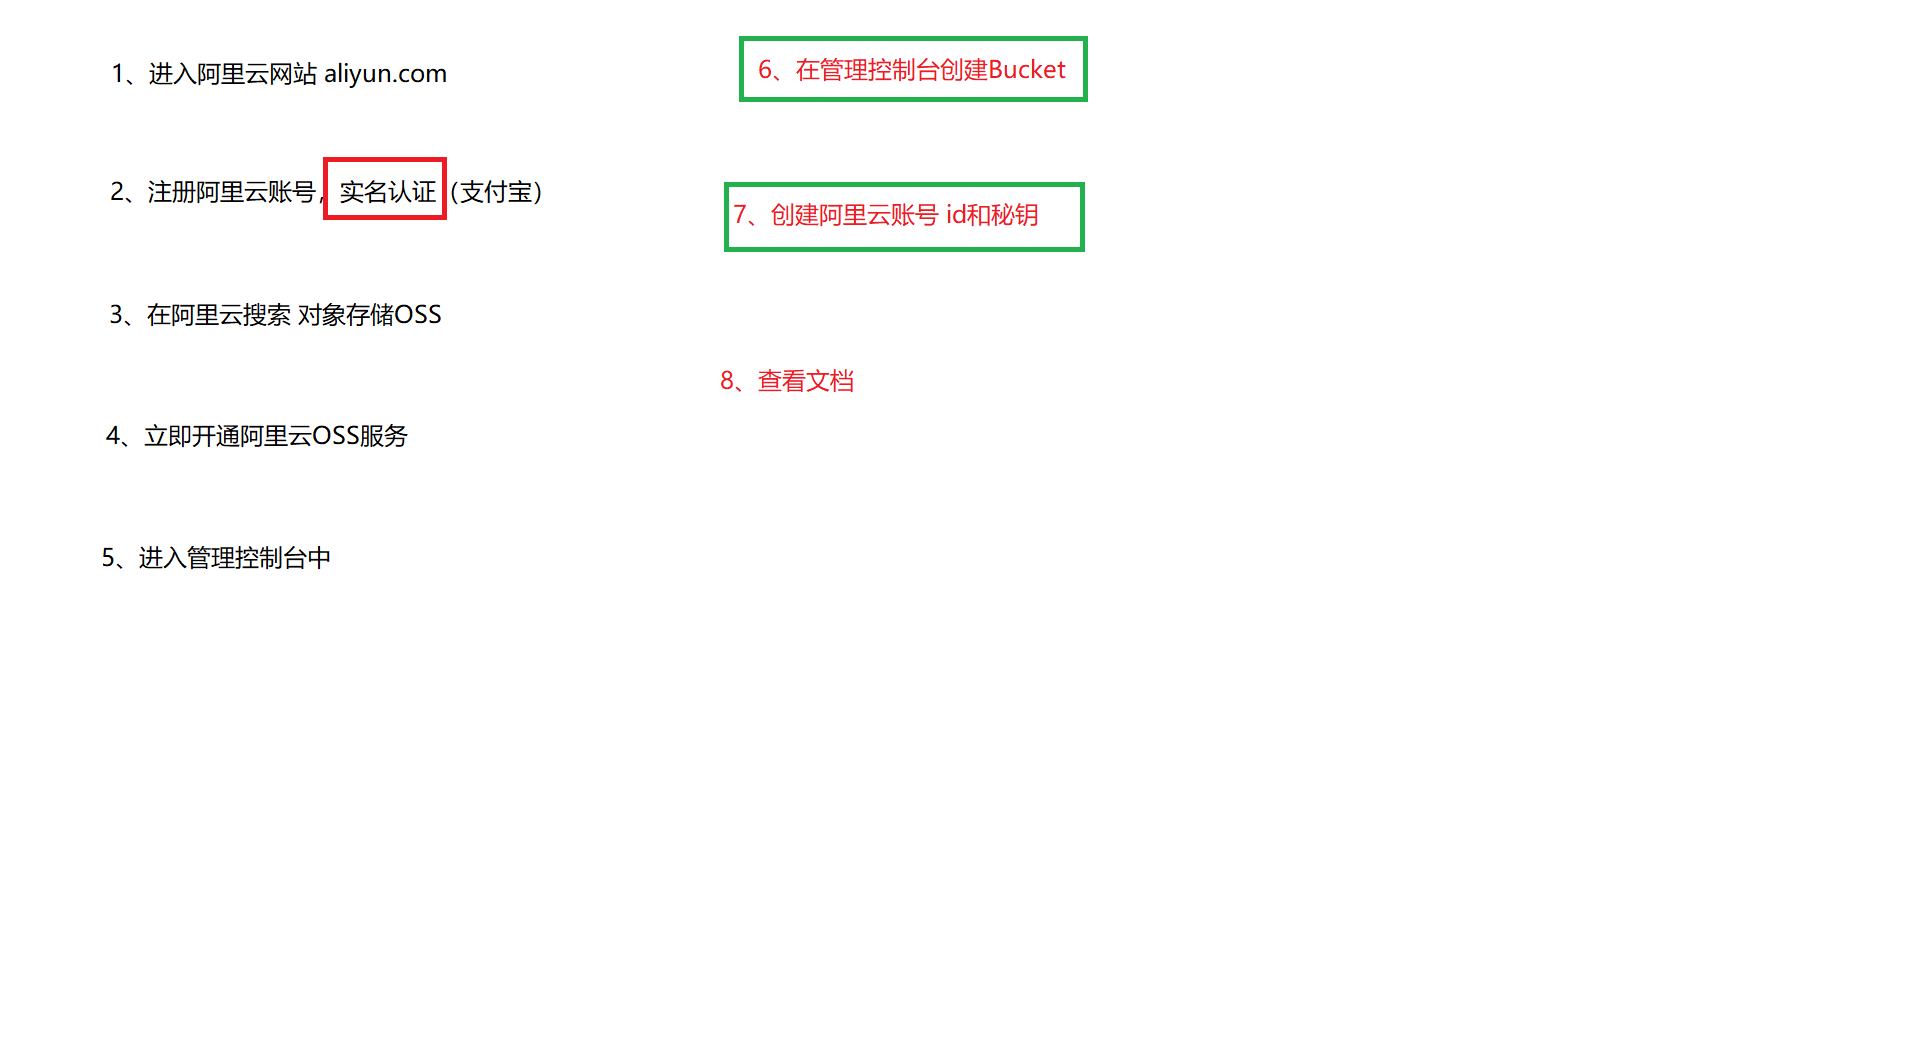 1、进入阿里云网站 aliyun.com
2、注册阿里云账号，实名认证（支付宝）
3、在阿里云搜索 对象存储OSS
4、立即开通阿里云OSS服务
5、进入管理控制台中
6、在管理控制台创建Bucket
7、创建阿里云账号 id和秘钥
8、查看文档